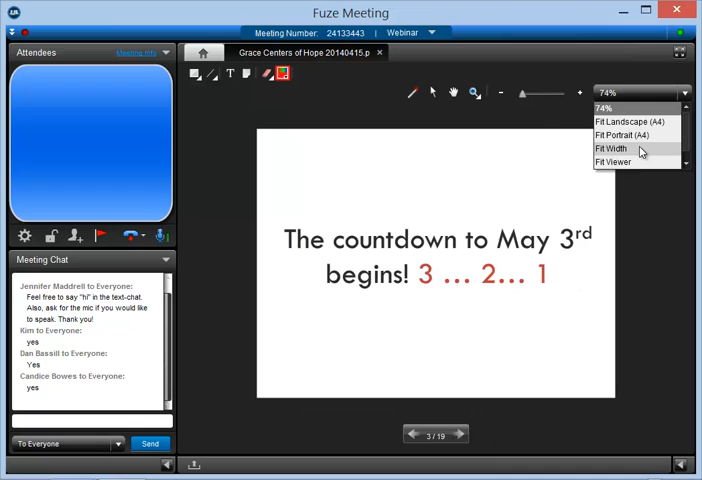 Fuze Meeting
Meeting Number: 24133443 Webinar
Attendees
Meeting Info
Grace Centers of Hope 20140415.p
T
74%
74%
Fit Landscape (A4)
Fit Portrait (A4)
Fit Width
Fit Viewer
The countdown to May 3rd
begins! 3 ... 2... 1
Meeting Chat
Jennifer Maddrell to Everyone:
Feel free to say "hi" in the text-chat.
Also, ask for the mic if you would like
to speak. Thank you!
Kim to Everyone:
yes
Dan Bassill to Everyone:
Yes
Candice Bowes to Everyone:
yes
To Everyone
Send
3 / 19